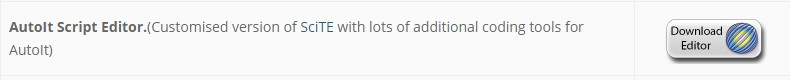 AutoIt Script Editor.(Customised version of SciTE with lots of additional coding tools for
AutoIt)
Download
Editor